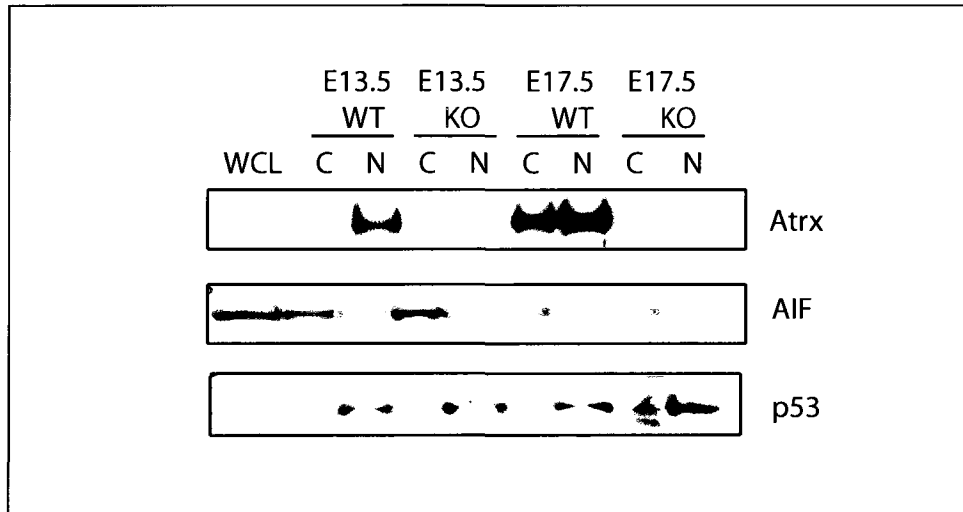 E13.5 E13.5 E17.5 E17.5
WT KO WT KO
WCL C N C N C N C N
Atrx
AIF
p53